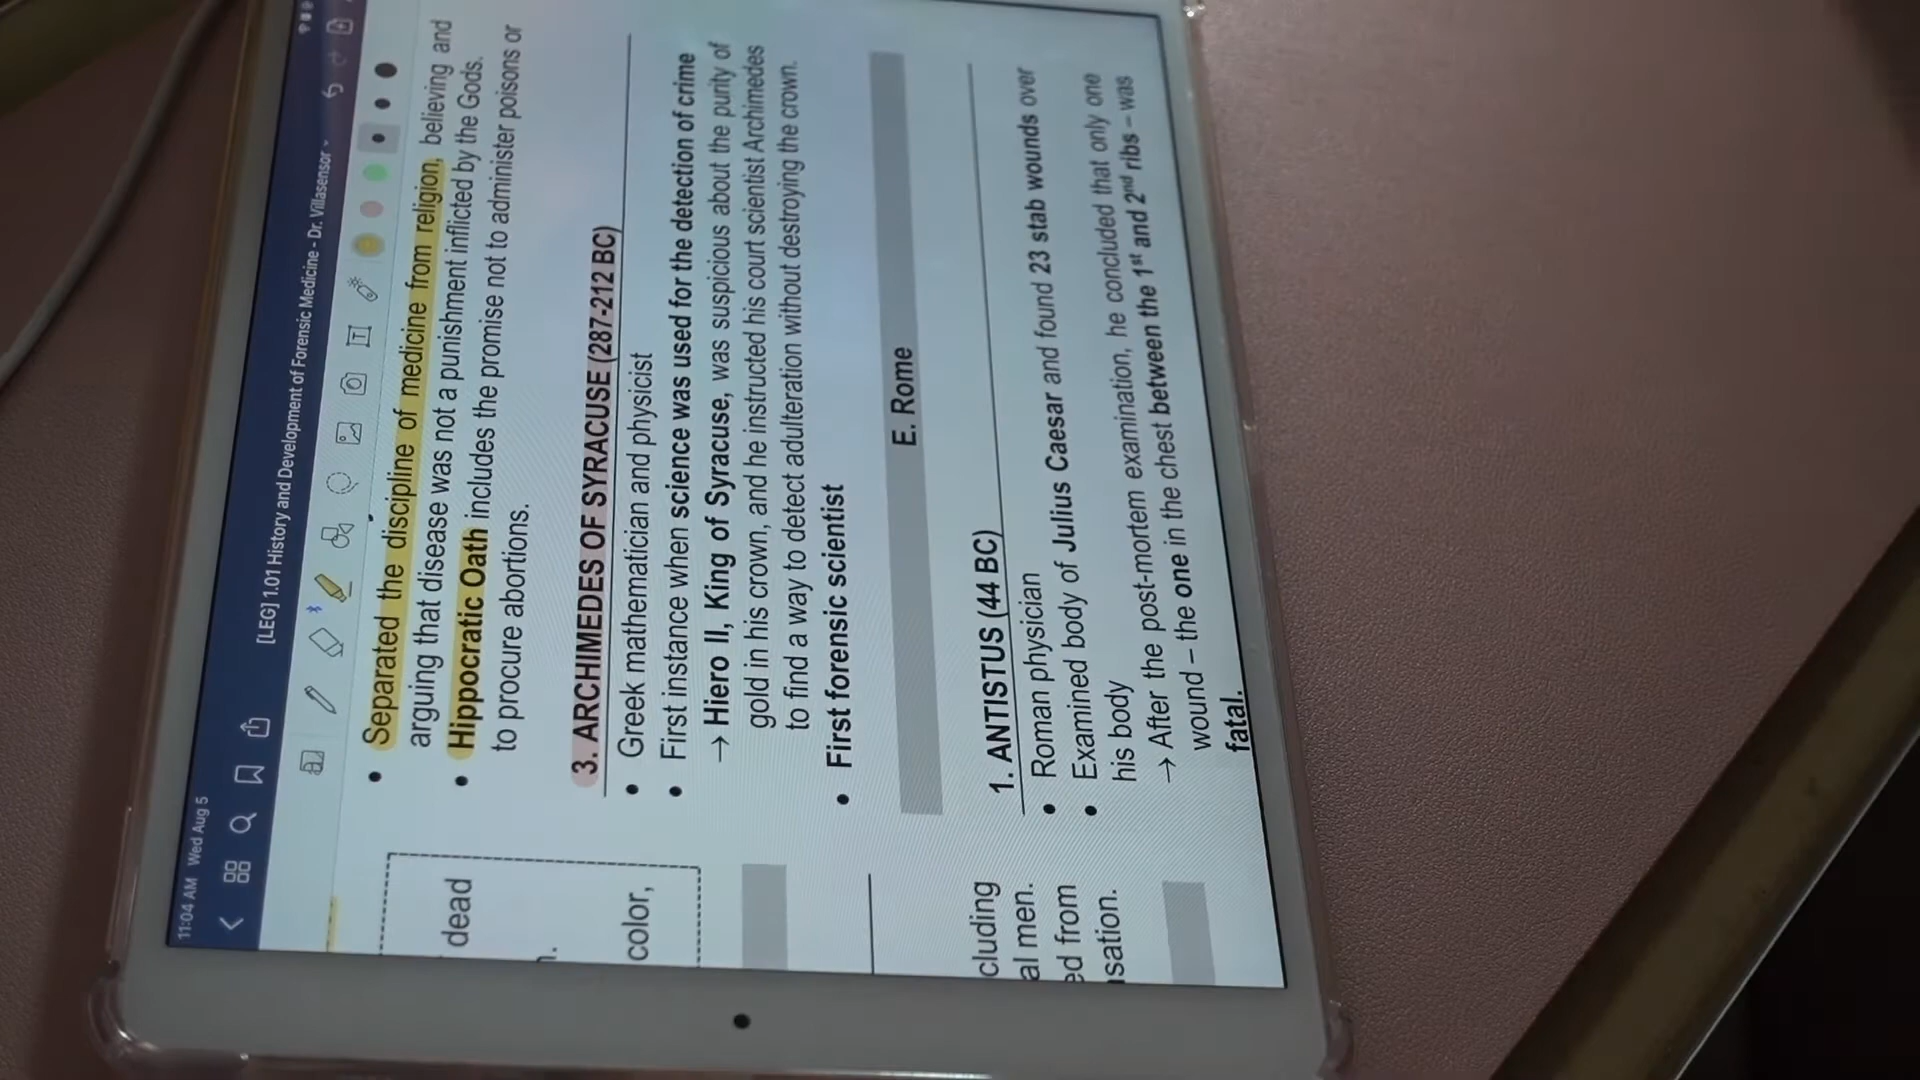 11:04 AM Wed Aug 5
[LEG] 1.01 History and Development of Forensic Medicine - Dr. Villasensor
dead
color,
cluding
al men.
ed from
sation.
• Separated the discipline of medicine from religion, believing and
arguing that disease was not a punishment inflicted by the Gods.
• Hippocratic Oath includes the promise not to administer poisons or
to procure abortions.
3. ARCHIMEDES OF SYRACUSE (287-212 BC)
• Greek mathematician and physicist
• First instance when science was used for the detection of crime
→ Hiero II, King of Syracuse, was suspicious about the purity of
gold in his crown, and he instructed his court scientist Archimedes
to find a way to detect adulteration without destroying the crown.
• First forensic scientist
E. Rome
1. ANTISTUS (44 BC)
• Roman physician
• Examined body of Julius Caesar and found 23 stab wounds over
his body
→ After the post-mortem examination, he concluded that only one
wound – the one in the chest between the 1st and 2nd ribs – was
fatal.